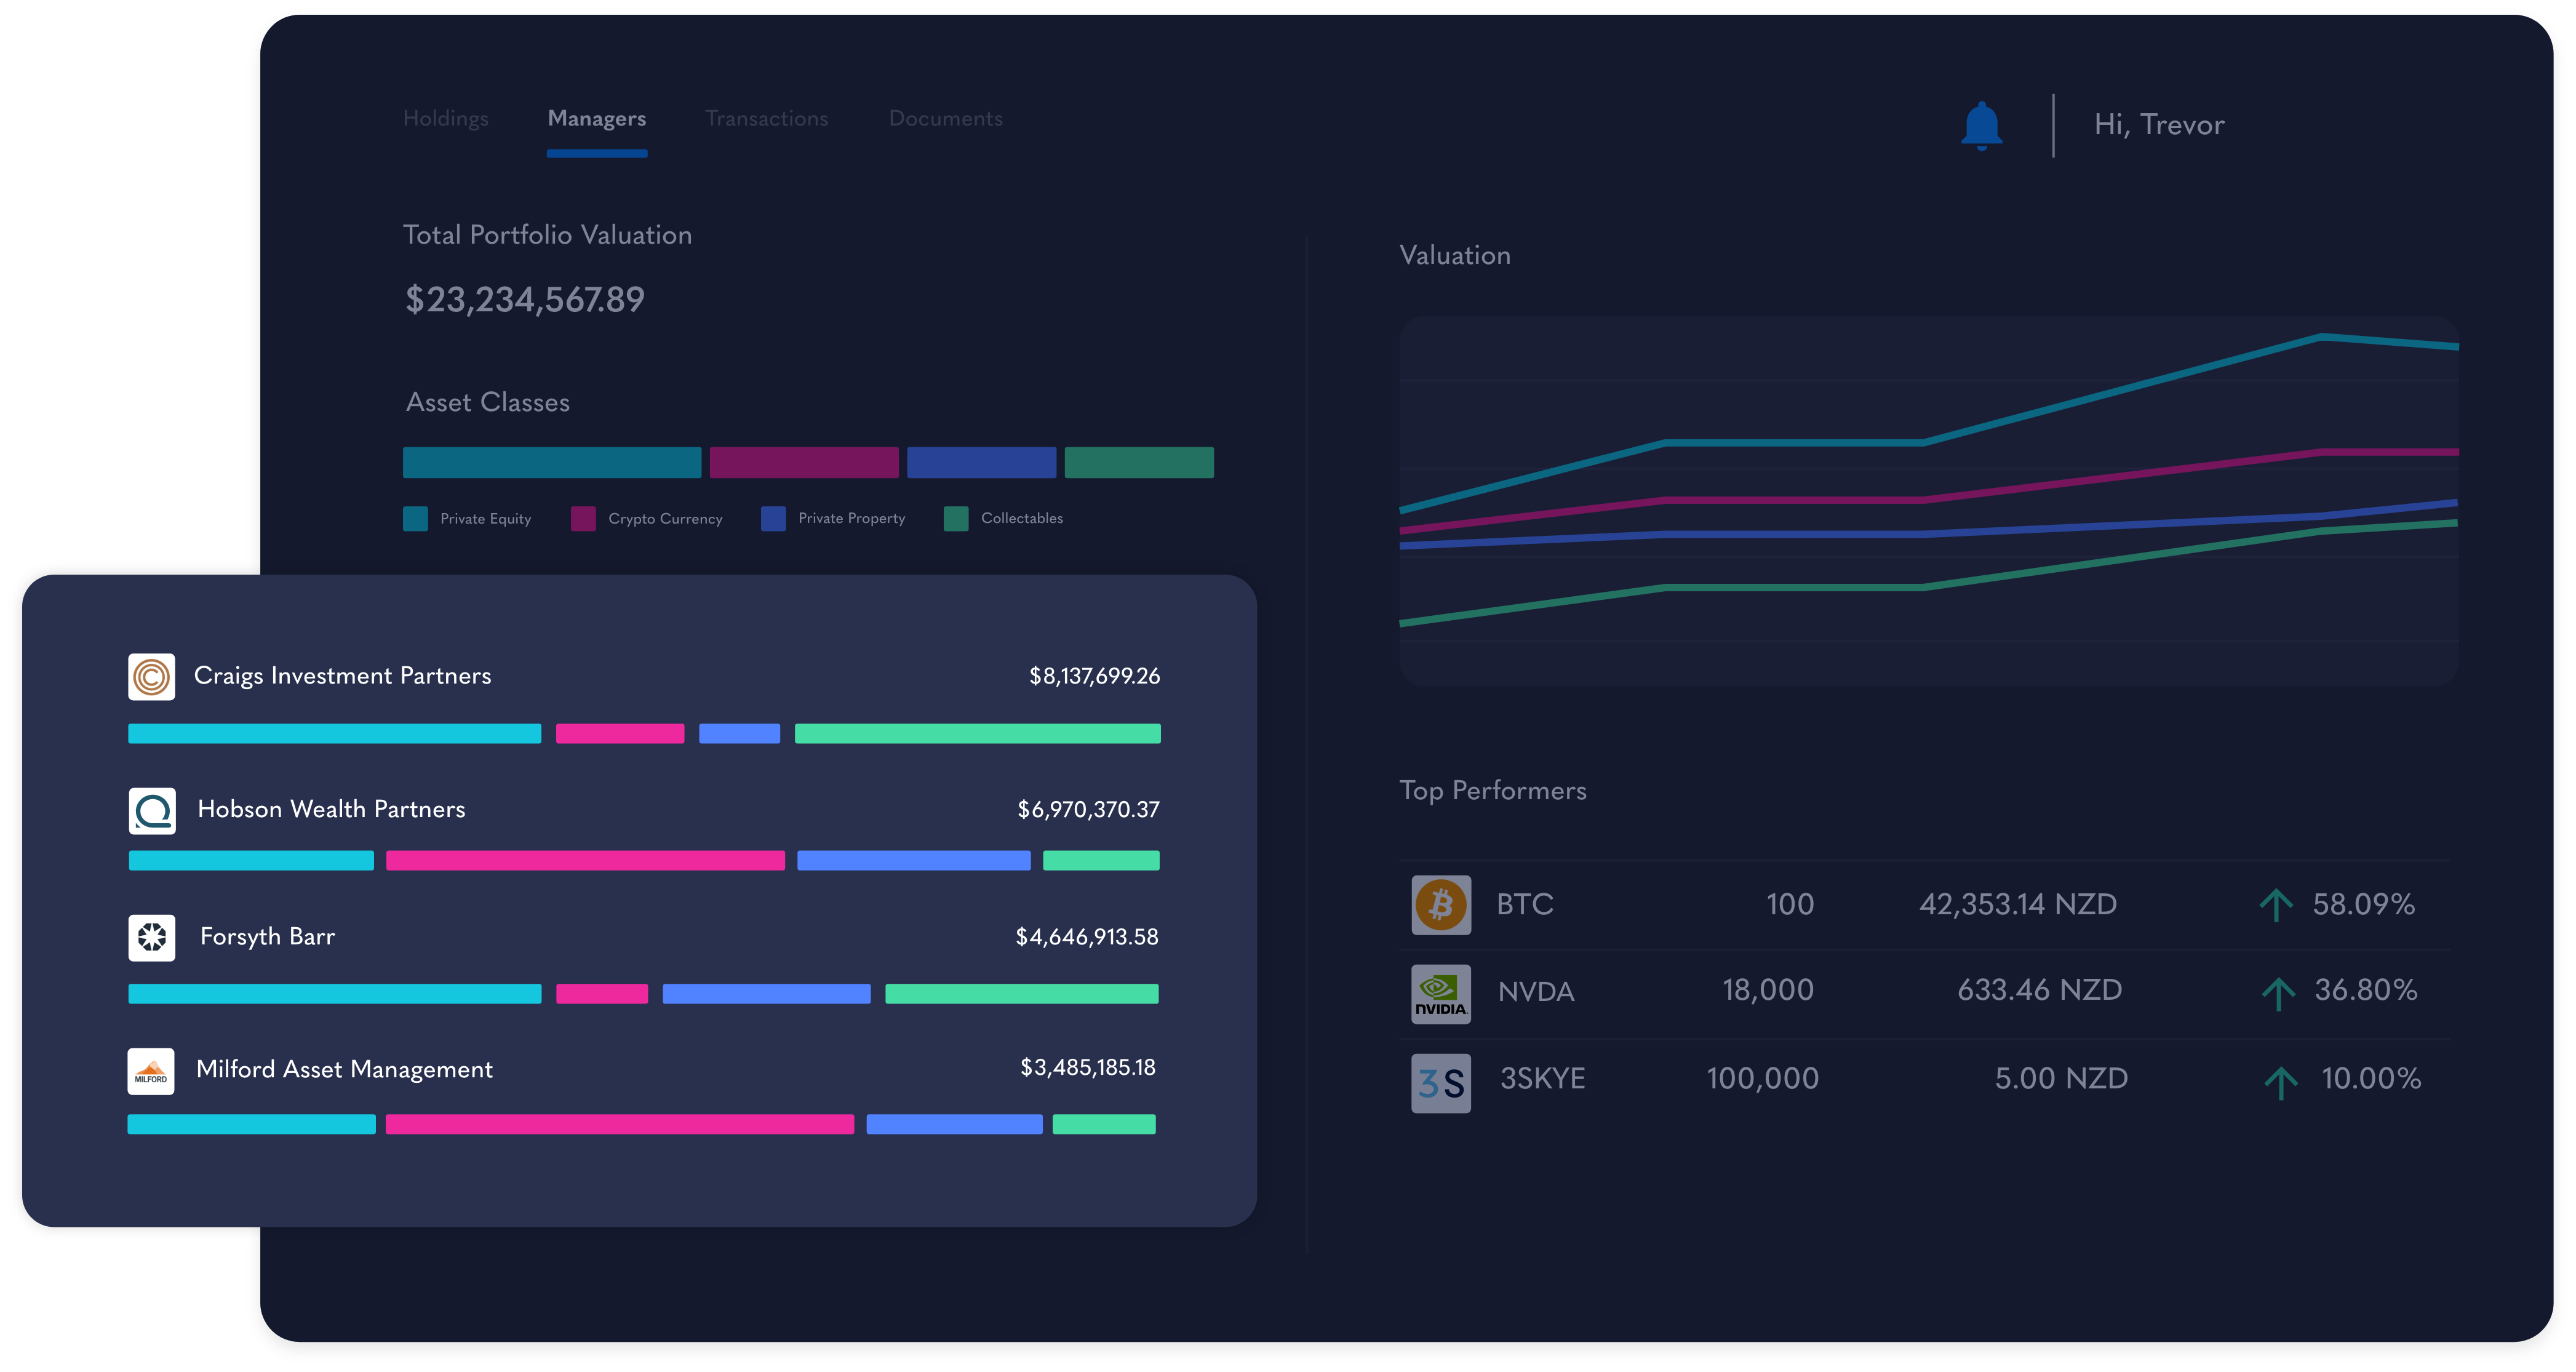 Holdings Managers Transactions Documents
Hi, Trevor
Total Portfolio Valuation
$23,234,567.89
Asset Classes
Private Equity Crypto Currency Private Property Collectables
Craigs Investment Partners $8,137,699.26
Hobson Wealth Partners $6,970,370.37
Forsyth Barr $4,646,913.58
MILFORD Milford Asset Management $3,485,185.18
Valuation
Top Performers
BTC 100 42,353.14 NZD 58.09%
NVIDIA. NVDA 18,000 633.46 NZD 36.80%
3S 3SKYE 100,000 5.00 NZD 10.00%